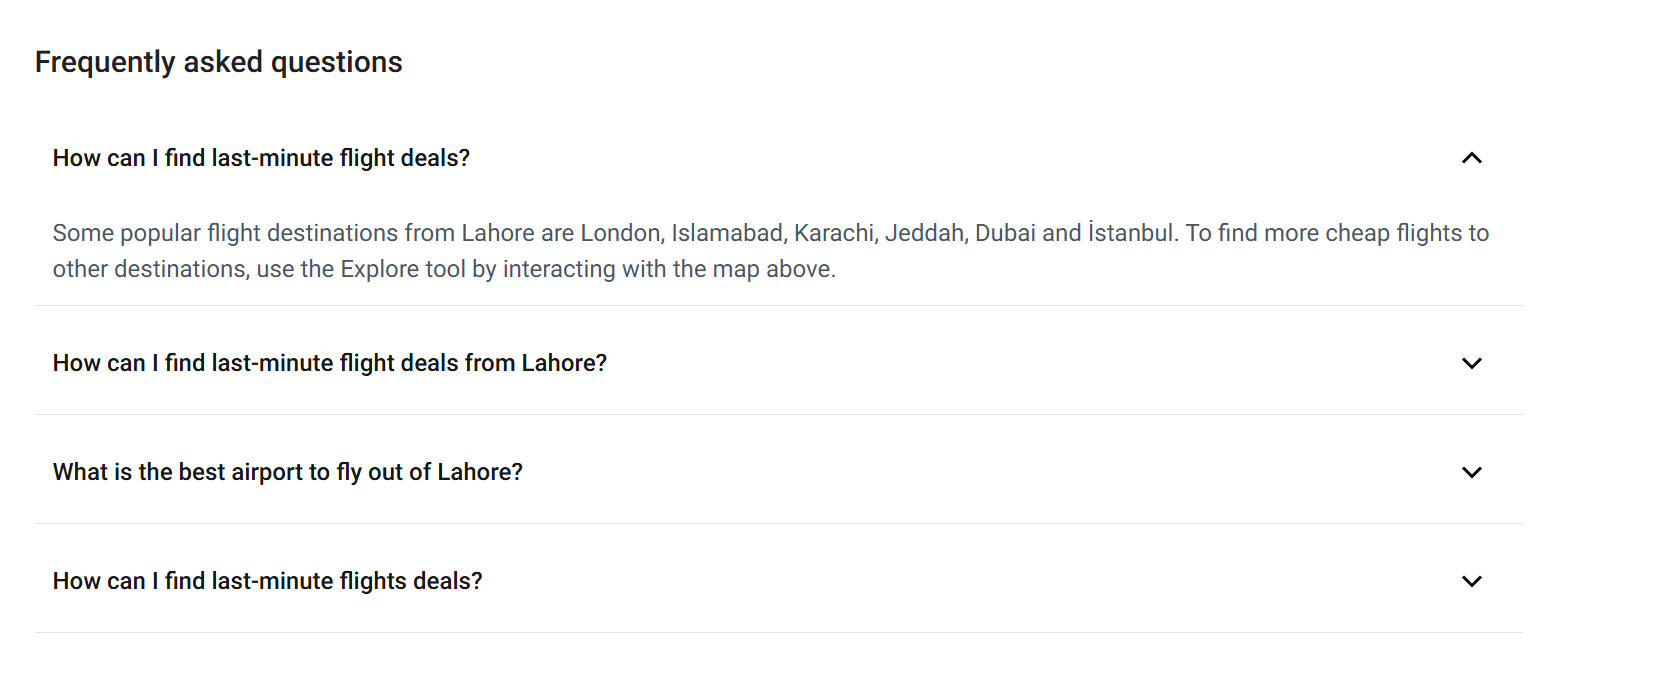 Frequently asked questions
How can I find last-minute flight deals?
Some popular flight destinations from Lahore are London, Islamabad, Karachi, Jeddah, Dubai and İstanbul. To find more cheap flights to
other destinations, use the Explore tool by interacting with the map above.
How can I find last-minute flight deals from Lahore?
What is the best airport to fly out of Lahore?
How can I find last-minute flights deals?